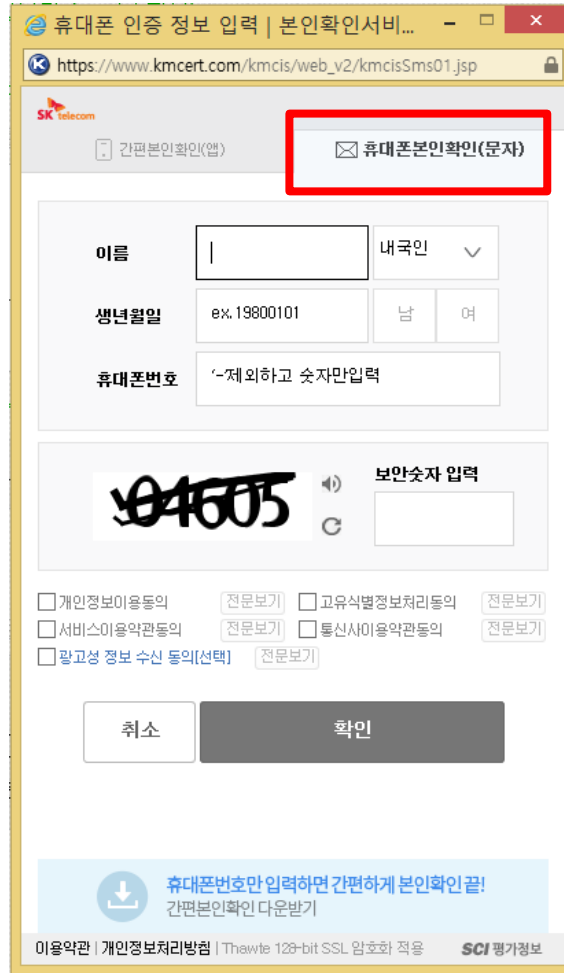 휴대폰 인증 정보 입력 | 본인확인서비...
https://www.kmcert.com/kmcis/web_v2/kmcisSms01.jsp
SK telecom
간편본인확인(앱)
휴대폰본인확인(문자)
이름
내국인
생년월일
ex.19800101
남
여
휴대폰번호
'-'제외하고 숫자만입력
04605
보안숫자 입력
개인정보이용동의 전문보기 고유식별정보처리동의 전문보기
서비스이용약관동의 전문보기 통신사이용약관동의 전문보기
광고성 정보 수신 동의[선택] 전문보기
취소
확인
휴대폰번호만 입력하면 간편하게 본인확인 끝!
간편본인확인 다운받기
이용약관 | 개인정보처리방침 | Thawte 128-bit SSL 암호화 적용 SCI 평가정보